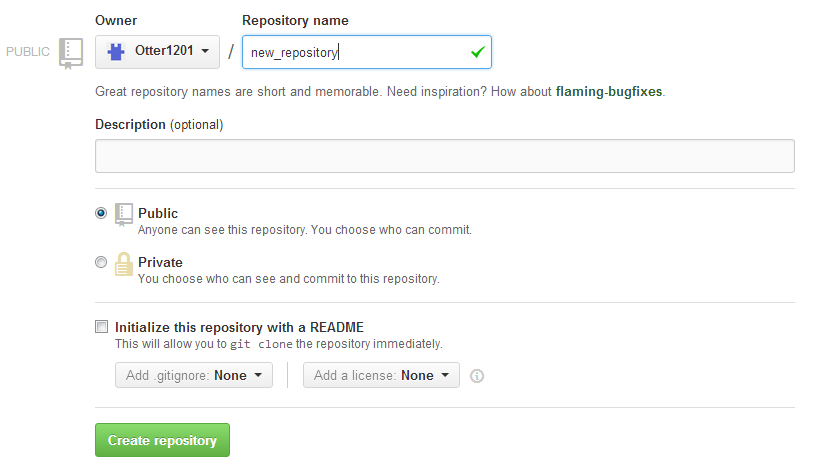 Owner Repository name
PUBLIC Otter1201 / new_repository
Great repository names are short and memorable. Need inspiration? How about flaming-bugfixes.
Description (optional)
Public
Anyone can see this repository. You choose who can commit.
Private
You choose who can see and commit to this repository.
Initialize this repository with a README
This will allow you to git clone the repository immediately.
Add .gitignore: None Add a license: None
Create repository